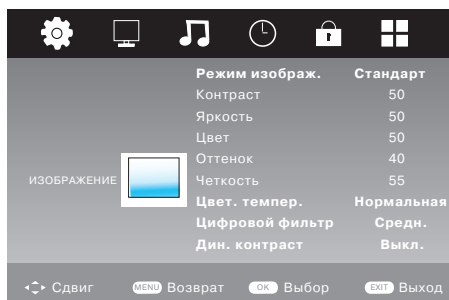 Режим изображ. Стандарт
Контраст 50
Яркость 50
Цвет 50
Оттенок 40
ИЗОБРАЖЕНИЕ
Четкость 55
Цвет. темпер. Нормальная
Цифровой фильтр Средн.
Дин. контраст Выкл.
Сдвиг MENU Возврат OK Выбор EXIT Выход